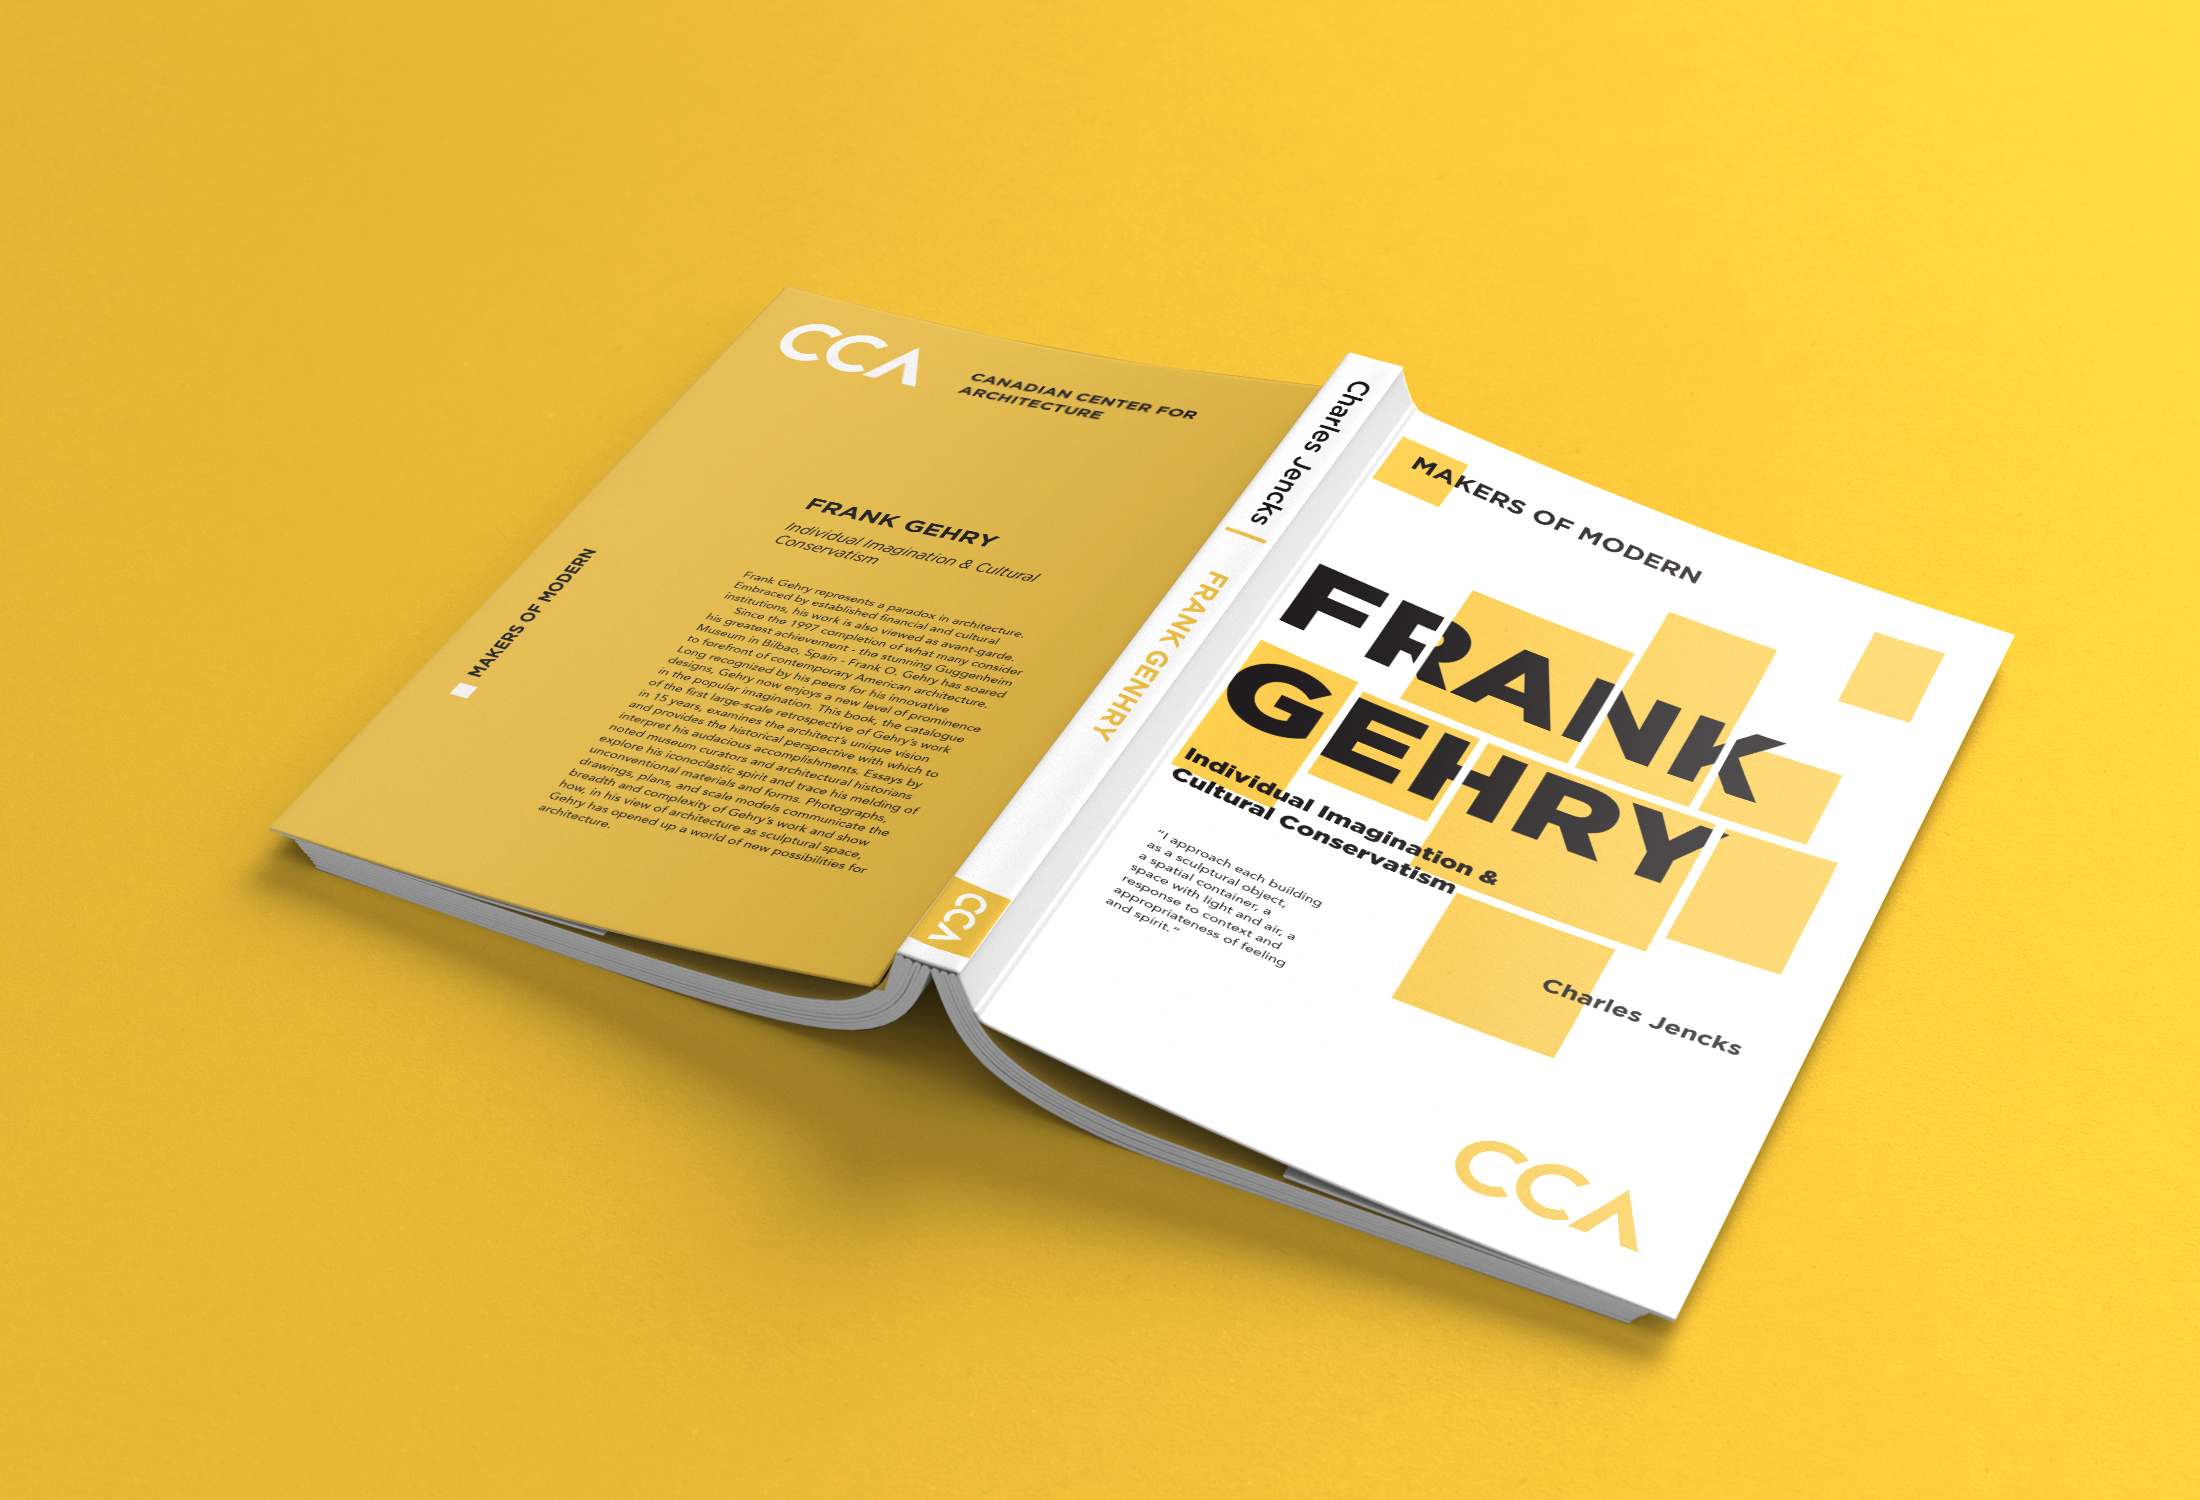 CCA
CANADIAN CENTER FOR
ARCHITECTURE
FRANK GEHRY
Individual Imagination & Cultural
Conservatism
Frank Gehry represents a paradox in architecture.
Embraced by established financial and cultural
institutions, his work is also viewed as avant-garde.
Since the 1997 completion of what many consider
his greatest achievement - the stunning Guggenheim
Museum in Bilbao, Spain - Frank O. Gehry has soared
to forefront of contemporary American architecture.
Long recognized by his peers for his innovative
designs, Gehry now enjoys a new level of prominence
in the popular imagination. This book, the catalogue
of the first large-scale retrospective of Gehry's work
in 15 years, examines the architect's unique vision
and provides the historical perspective with which to
interpret his audacious accomplishments. Essays by
noted museum curators and architectural historians
explore his iconoclastic spirit and trace his melding of
unconventional materials and forms. Photographs,
drawings, plans, and scale models communicate the
breadth and complexity of Gehry's work and show
how, in his view of architecture as sculptural space,
Gehry has opened up a world of new possibilities for
architecture.
MAKERS OF MODERN
Charles Jencks | FRANK GENHRY
CCA
MAKERS OF MODERN
FRANK
GEHRY
Individual Imagination &
Cultural Conservatism
"I approach each building
as a sculptural object,
a spatial container, a
space with light and air, a
response to context and
appropriateness of feeling
and spirit. "
Charles Jencks
CCA